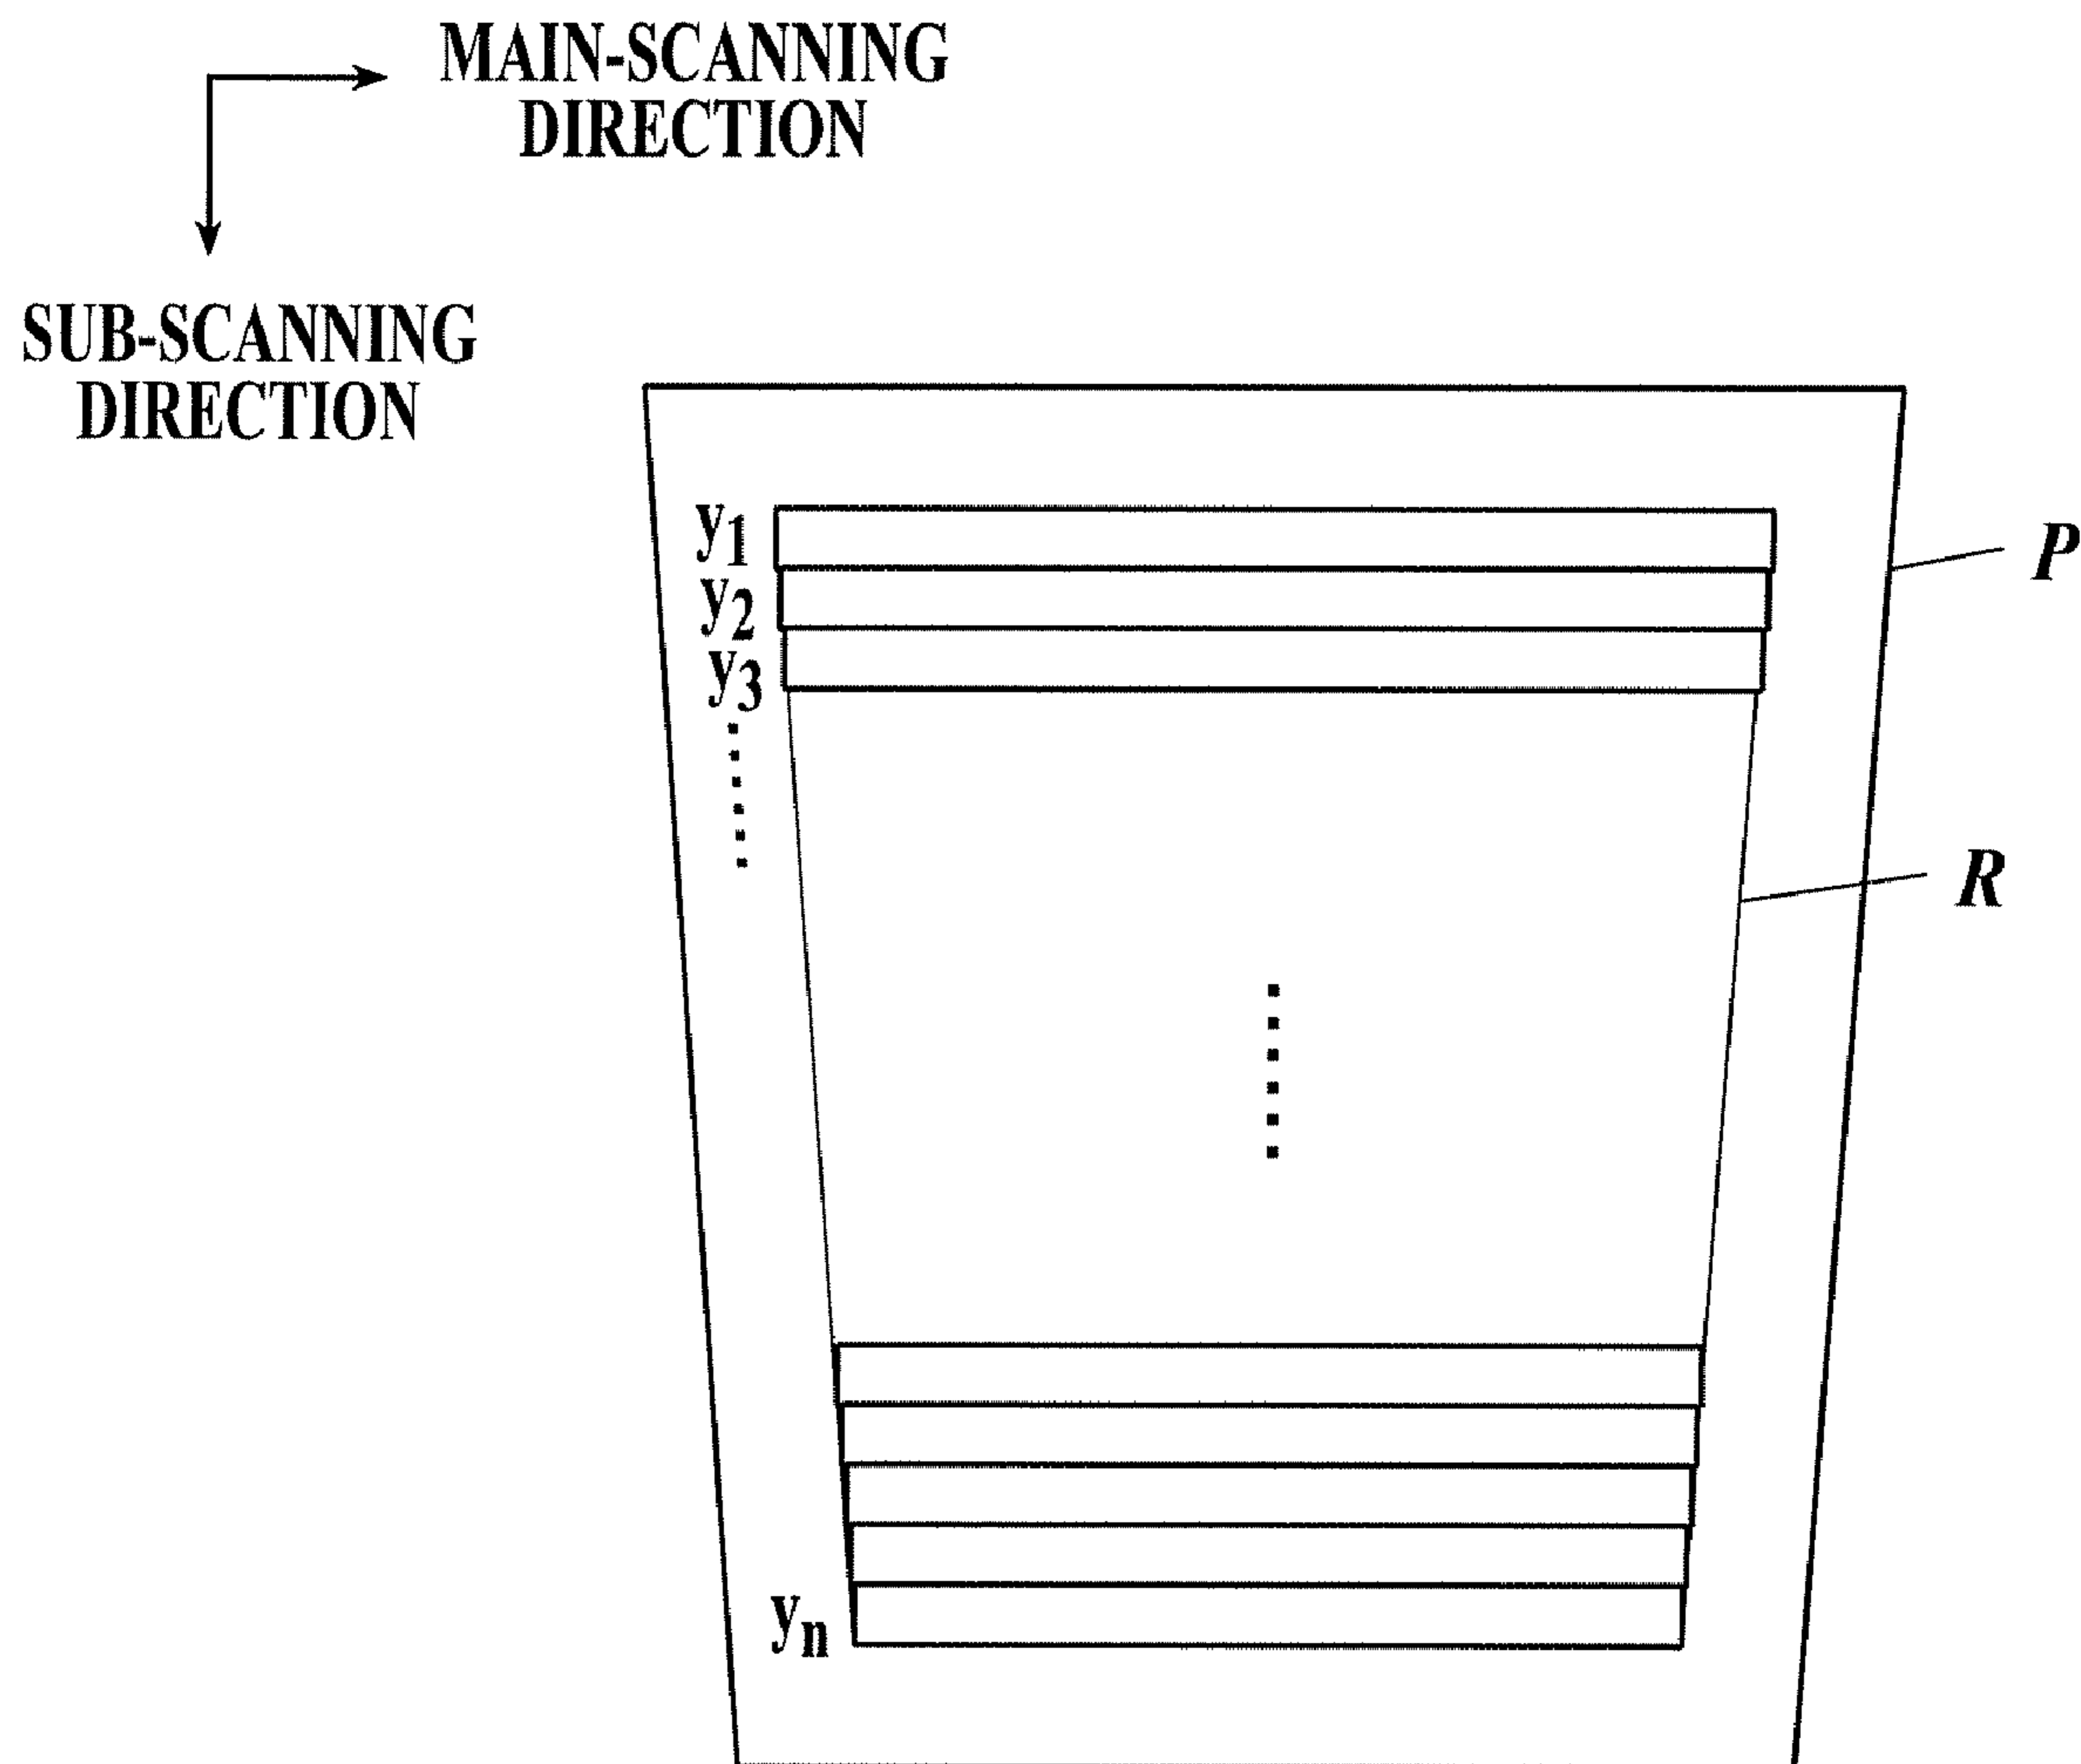 MAIN-SCANNING
DIRECTION
SUB-SCANNING
DIRECTION
y1
P
y2
y3
R
yn